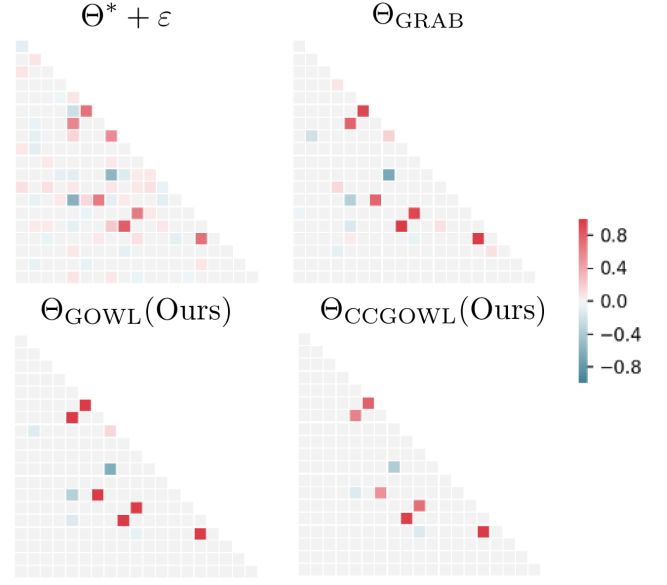 Θ* + ε
Θ_GRAB
0.8
0.4
0.0
−0.4
−0.8
Θ_GOWL(Ours)
Θ_CCGOWL(Ours)